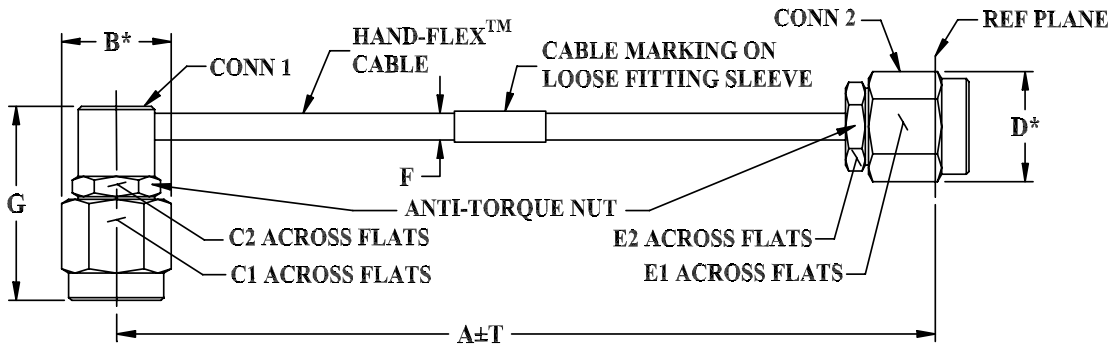 B*
CONN 1
HAND-FLEX™
CABLE
CABLE MARKING ON
LOOSE FITTING SLEEVE
CONN 2
REF PLANE
D*
F
G
ANTI-TORQUE NUT
C2 ACROSS FLATS
C1 ACROSS FLATS
E2 ACROSS FLATS
E1 ACROSS FLATS
A±T